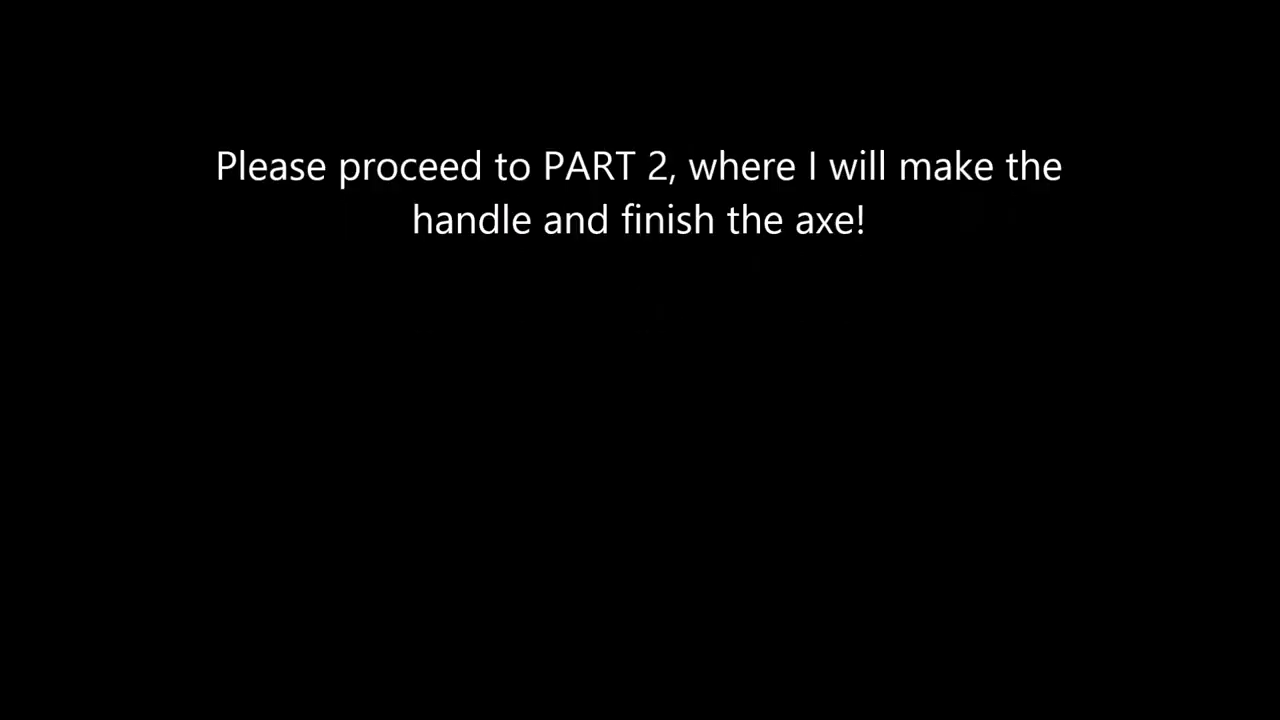 Please proceed to PART 2, where I will make the
handle and finish the axe!